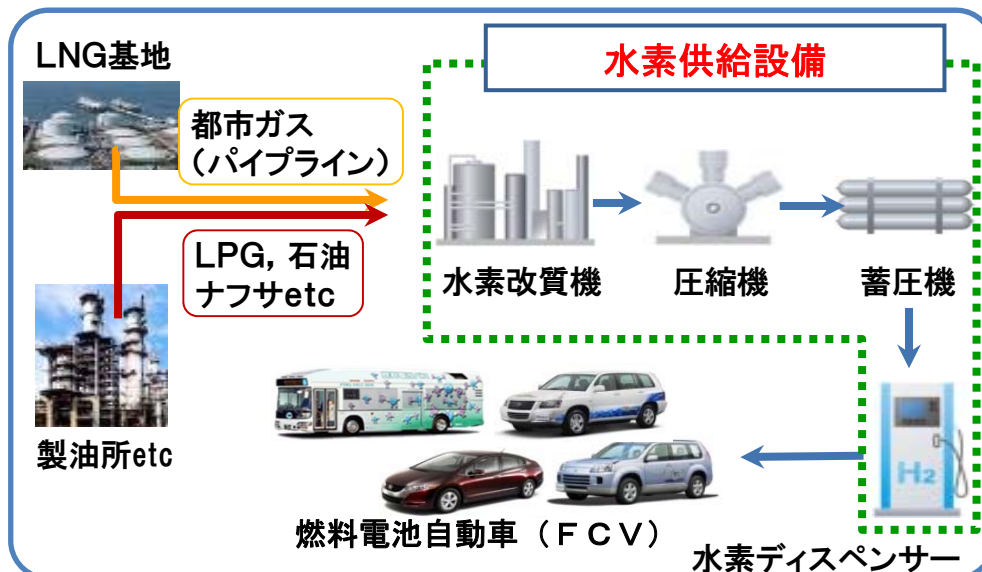 LNG基地
水素供給設備
都市ガス
（パイプライン）
LPG, 石油
ナフサetc
水素改質機
圧縮機
蓄圧機
製油所etc
H2
燃料電池自動車（ＦＣＶ）
水素ディスペンサー